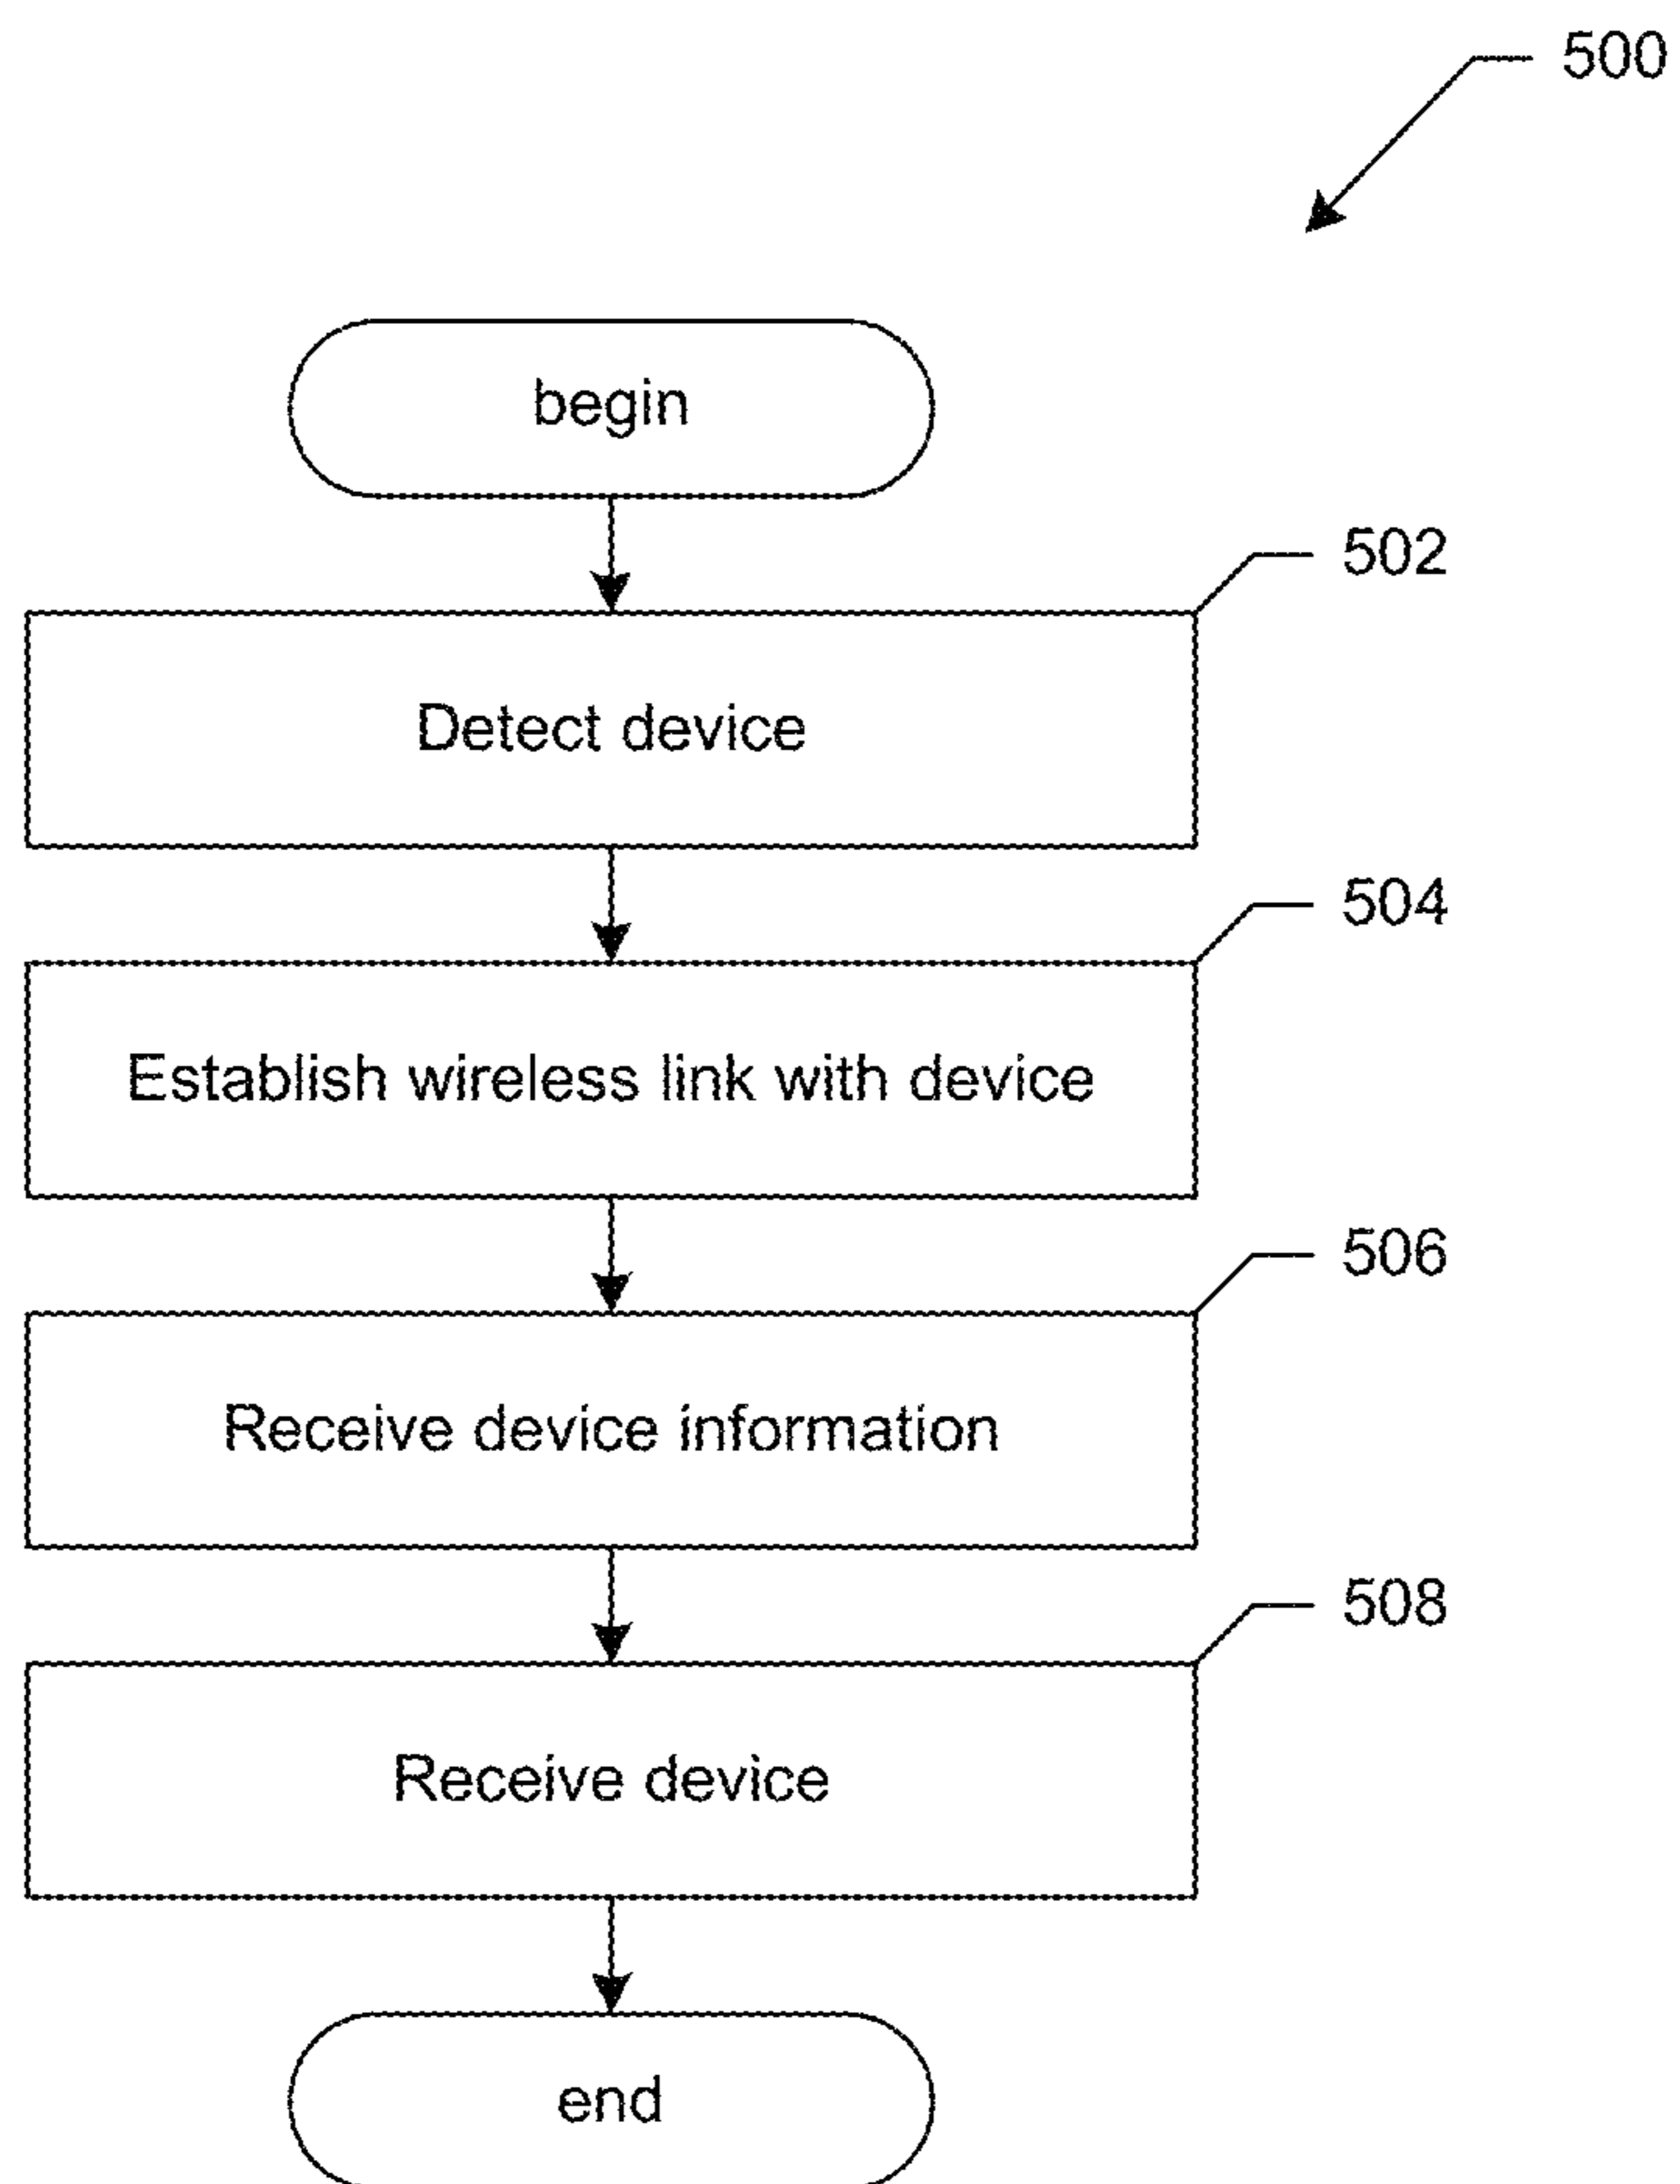 500
begin
502
Detect device
504
Establish wireless link with device
506
Receive device information
508
Receive device
end